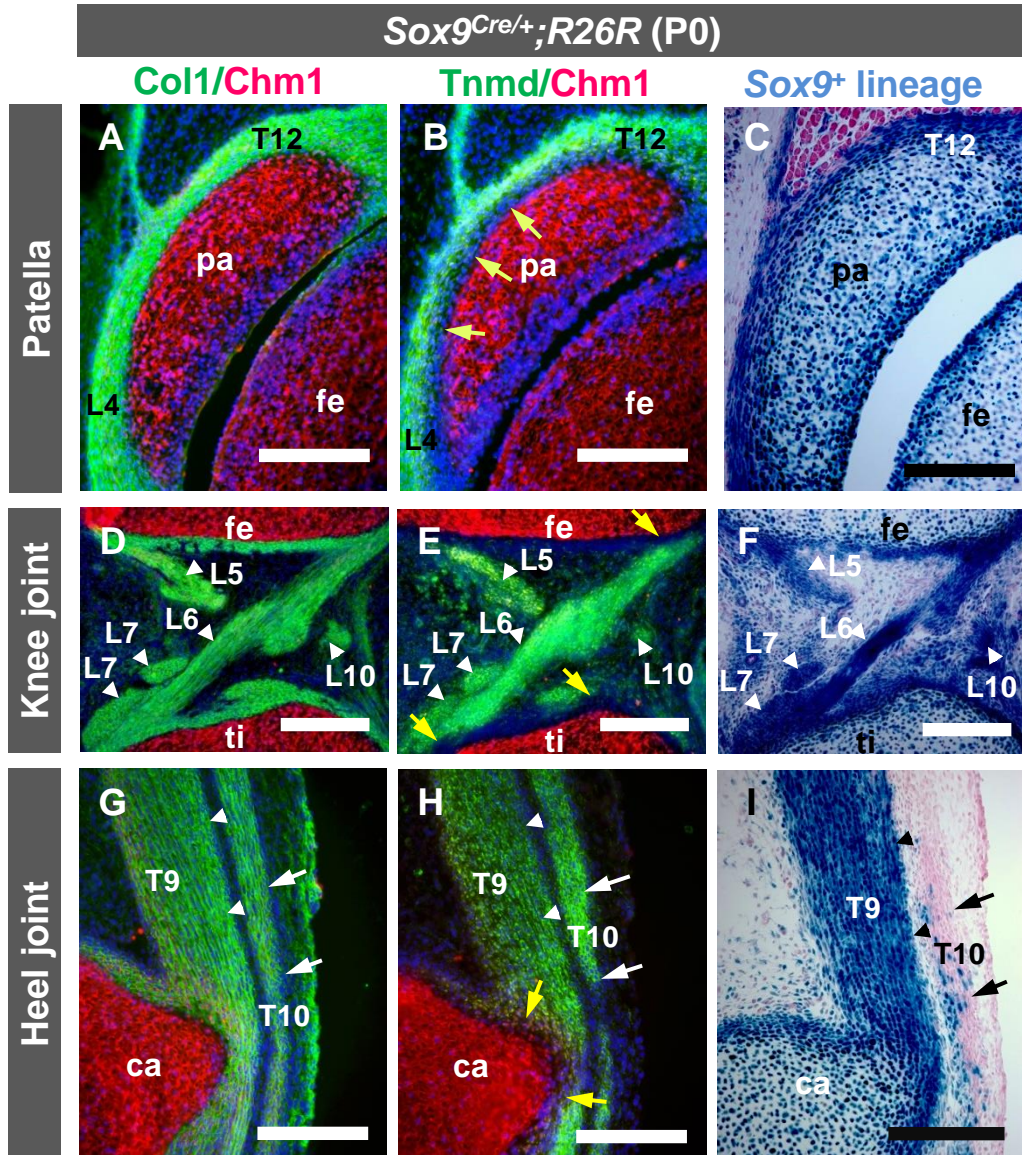 Sox9Cre/+;R26R (P0)
Col1/Chm1 Tnmd/Chm1 Sox9+ lineage
Patella
A T12 pa fe L4
B T12 pa fe L4
C T12 pa fe
Knee joint
D fe L5 L6 L7 L7 L10 ti
E fe L5 L6 L7 L7 L10 ti
F fe L5 L6 L7 L7 L10 ti
Heel joint
G T9 T10 ca
H T9 T10 ca
I T9 T10 ca